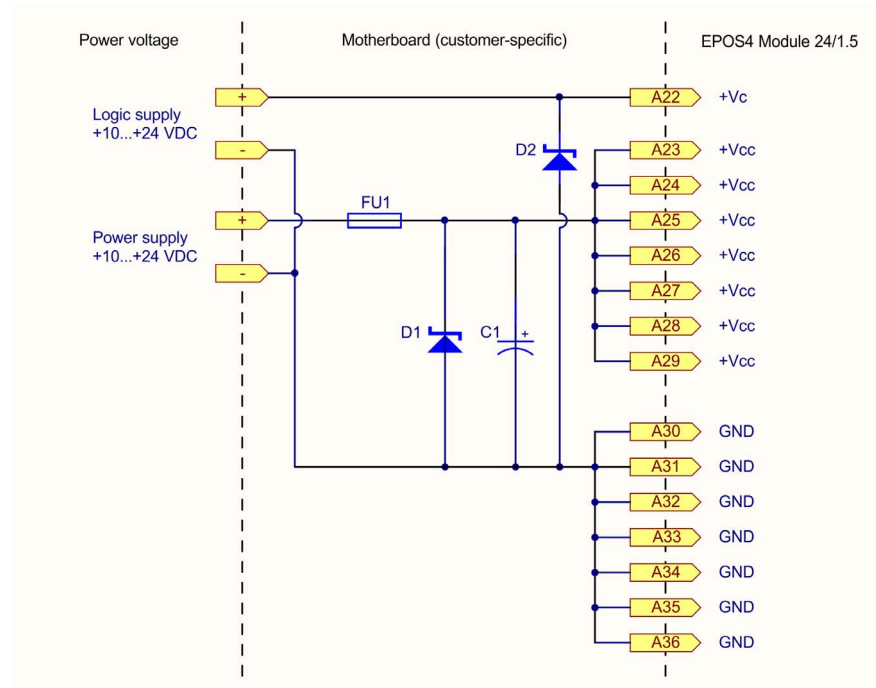 Power voltage
Motherboard (customer-specific)
EPOS4 Module 24/1.5
+
A22
+Vc
Logic supply
+10...+24 VDC
-
D2
A23
+Vcc
A24
+Vcc
FU1
+
A25
+Vcc
Power supply
+10...+24 VDC
-
A26
+Vcc
A27
+Vcc
D1
C1
+
A28
+Vcc
A29
+Vcc
A30
GND
A31
GND
A32
GND
A33
GND
A34
GND
A35
GND
A36
GND